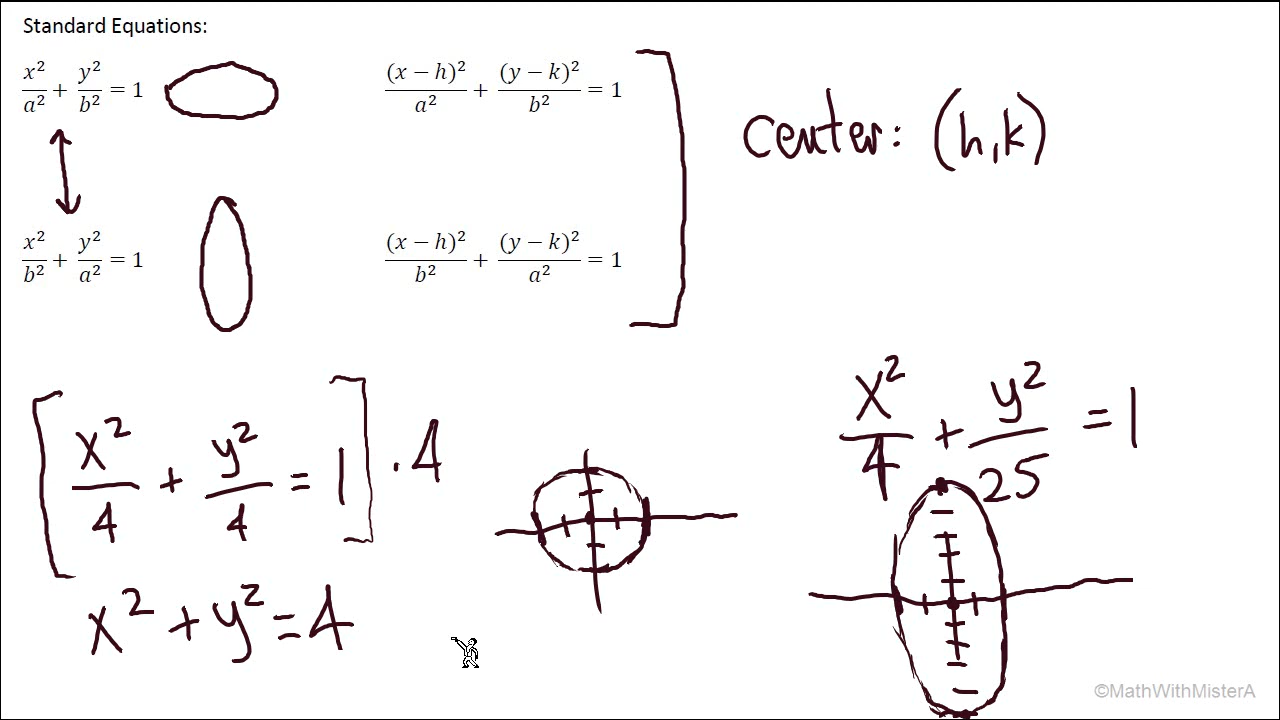 Standard Equations:
x²/a² + y²/b² = 1
(x − h)²/a² + (y − k)²/b² = 1
center: (h,k)
x²/b² + y²/a² = 1
(x − h)²/b² + (y − k)²/a² = 1
[x²/4 + y²/4 = 1] · 4
x² + y² = 4
x²/4 + y²/25 = 1
©MathWithMisterA